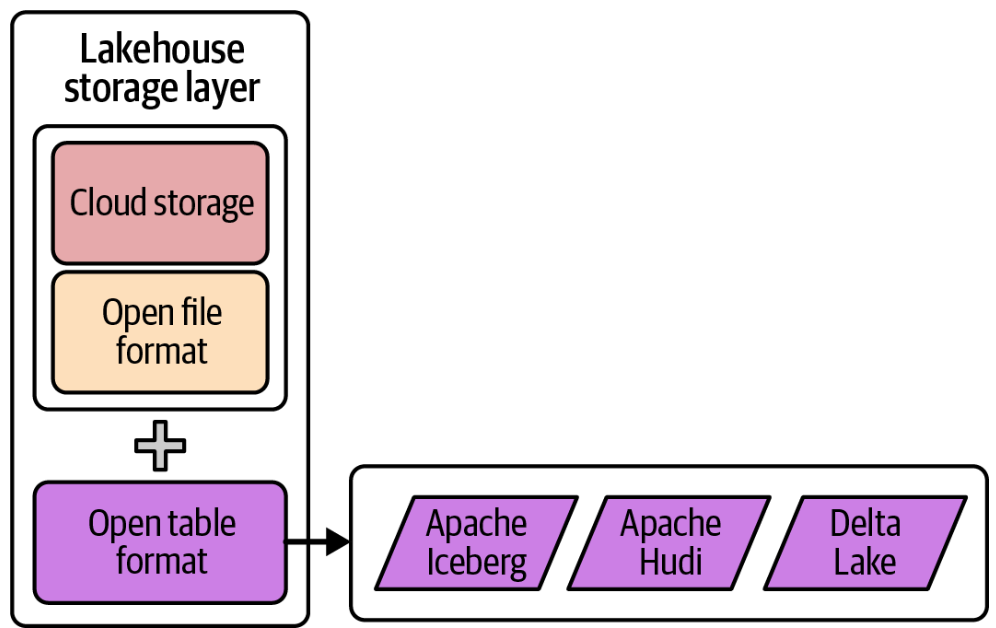 Lakehouse
storage layer
Cloud storage
Open file
format
Open table
format
Apache
Iceberg
Apache
Hudi
Delta
Lake